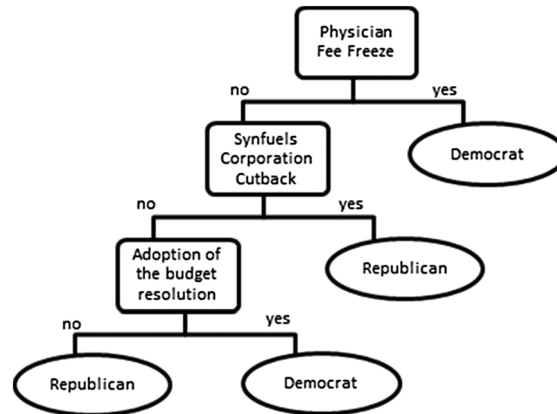 Physician
Fee Freeze
no
yes
Synfuels
Corporation
Cutback
Democrat
no
yes
Adoption of
the budget
resolution
Republican
no
yes
Republican
Democrat